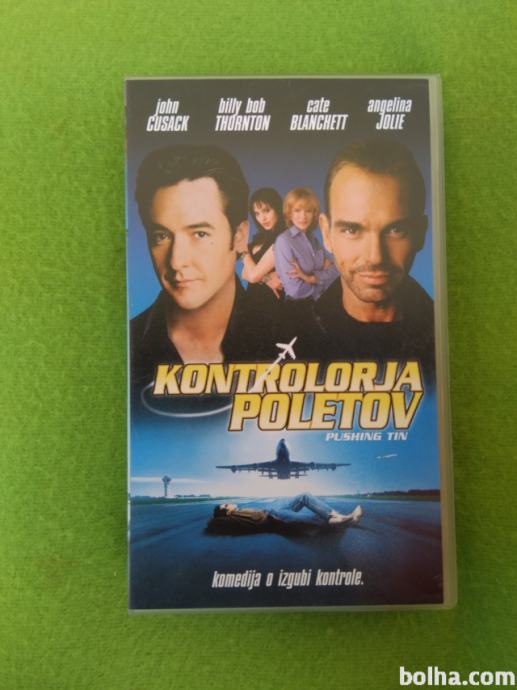 john CUSACK
billy bob THORNTON
cate BLANCHETT
angelina JOLIE
KONTROLORJA
POLETOV
PUSHING TIN
komedija o izgubi kontrole.
bolha.com